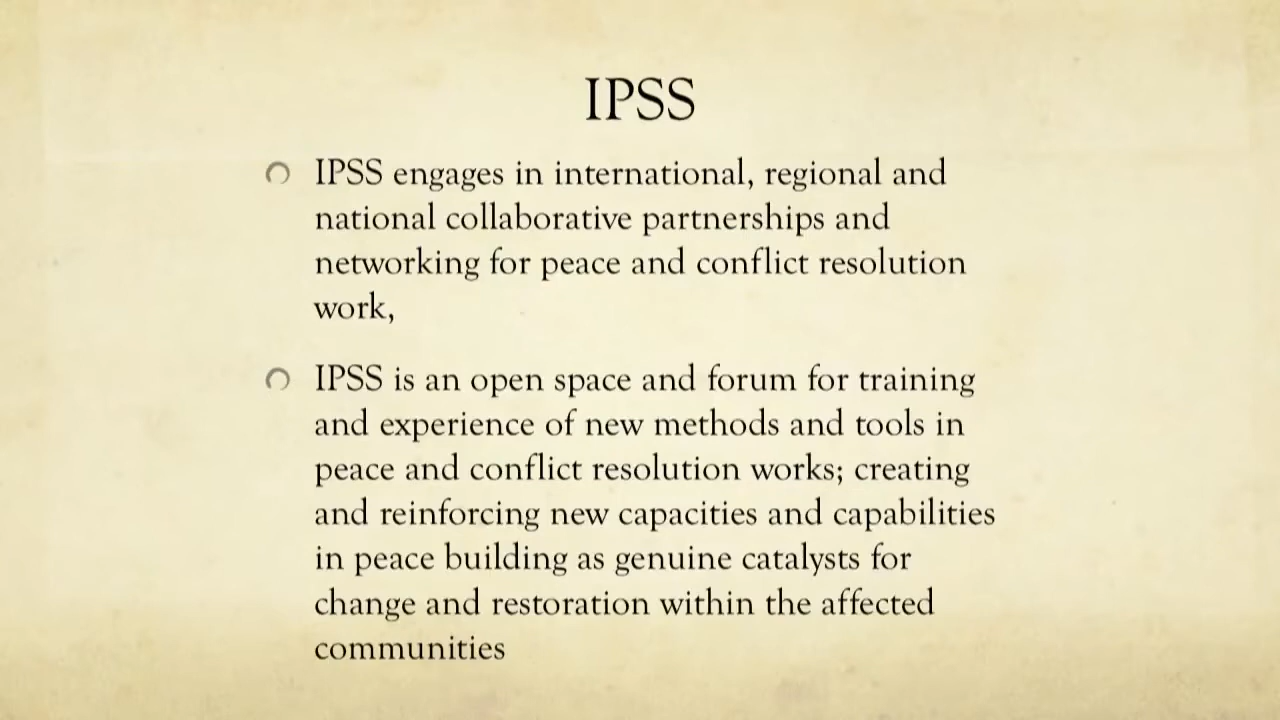 IPSS
IPSS engages in international, regional and
national collaborative partnerships and
networking for peace and conflict resolution
work,
IPSS is an open space and forum for training
and experience of new methods and tools in
peace and conflict resolution works; creating
and reinforcing new capacities and capabilities
in peace building as genuine catalysts for
change and restoration within the affected
communities